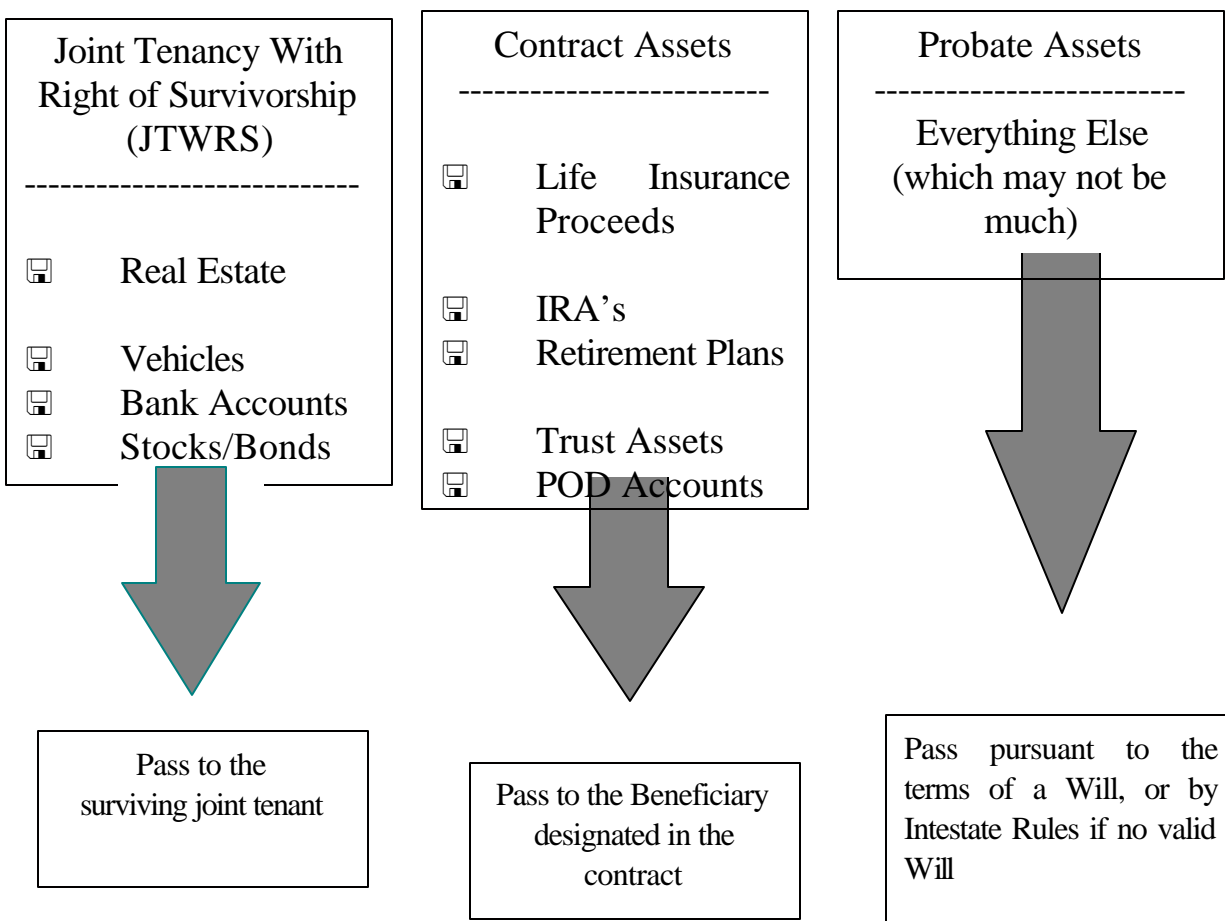 Joint Tenancy With
Right of Survivorship
(JTWRS)
----------------------------
Real Estate
Vehicles
Bank Accounts
Stocks/Bonds
Pass to the
surviving joint tenant
Contract Assets
--------------------------
Life Insurance
Proceeds
IRA’s
Retirement Plans
Trust Assets
POD Accounts
Pass to the Beneficiary
designated in the
contract
Probate Assets
--------------------------
Everything Else
(which may not be
much)
Pass pursuant to the
terms of a Will, or by
Intestate Rules if no valid
Will